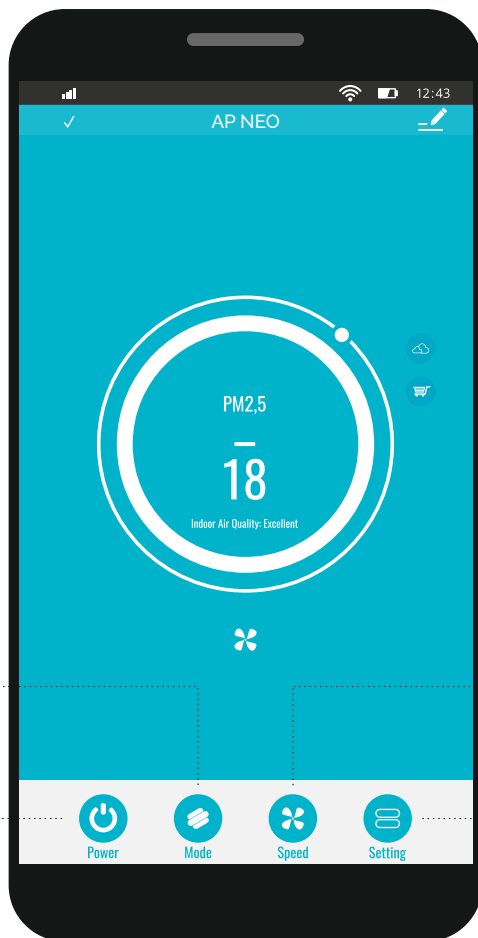 12:43
AP NEO
PM2,5
18
Indoor Air Quality: Excellent
Power
Mode
Speed
Setting